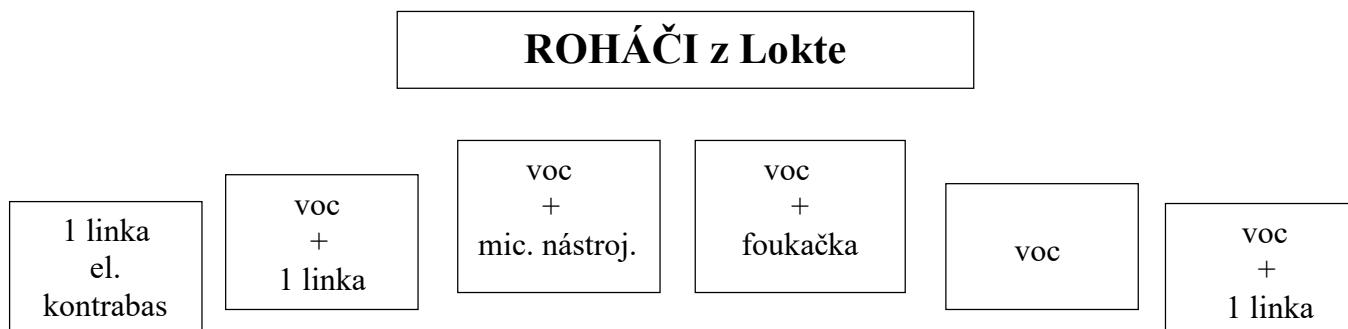 ROHÁČI z Lokte
1 linka
el.
kontrabas
voc
+
1 linka
voc
+
mic. nástroj.
voc
+
foukačka
voc
voc
+
1 linka